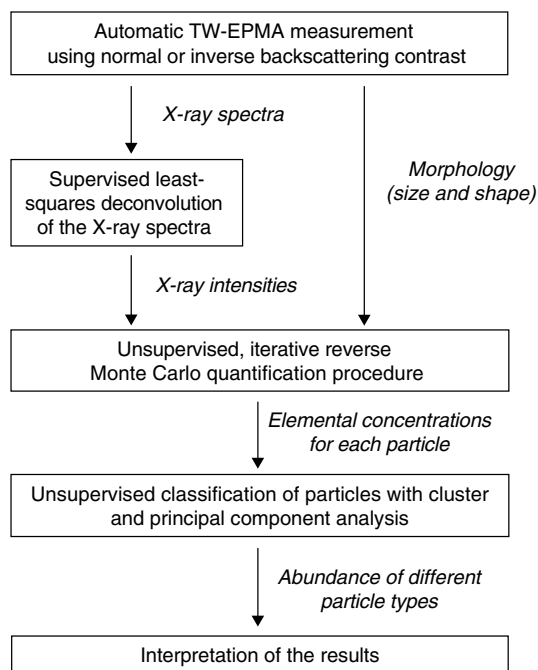 Automatic TW-EPMA measurement
using normal or inverse backscattering contrast
X-ray spectra
Morphology
(size and shape)
Supervised least-
squares deconvolution
of the X-ray spectra
X-ray intensities
Unsupervised, iterative reverse
Monte Carlo quantification procedure
Elemental concentrations
for each particle
Unsupervised classification of particles with cluster
and principal component analysis
Abundance of different
particle types
Interpretation of the results